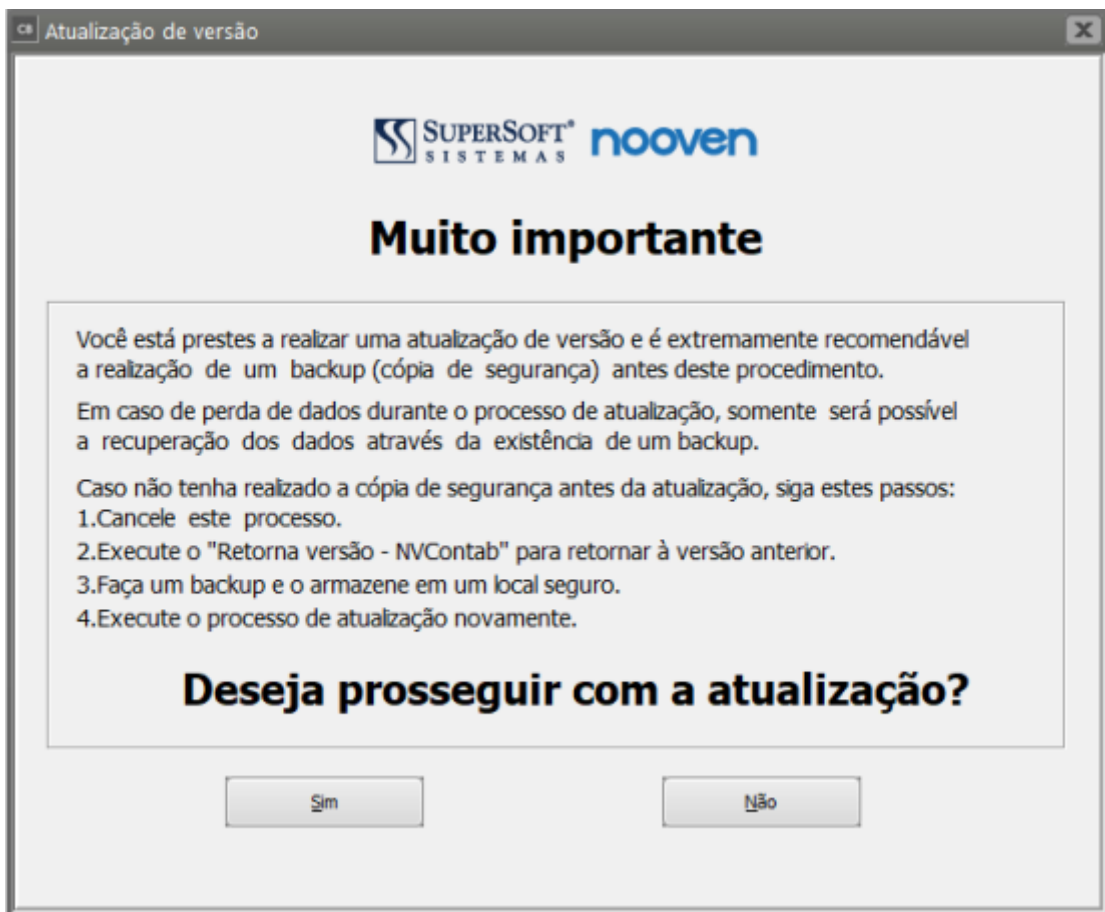 CB Atualização de versão
SUPERSOFT® nooven
SISTEMAS
Muito importante
Você está prestes a realizar uma atualização de versão e é extremamente recomendável
a realização de um backup (cópia de segurança) antes deste procedimento.
Em caso de perda de dados durante o processo de atualização, somente será possível
a recuperação dos dados através da existência de um backup.
Caso não tenha realizado a cópia de segurança antes da atualização, siga estes passos:
1.Cancele este processo.
2.Execute o "Retorna versão - NVContab" para retornar à versão anterior.
3.Faça um backup e o armazene em um local seguro.
4.Execute o processo de atualização novamente.
Deseja prosseguir com a atualização?
Sim
Não